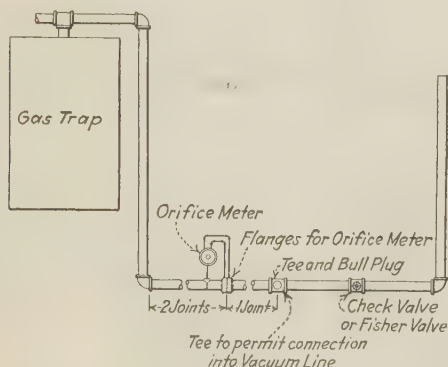 Gas Trap
Orifice Meter
Flanges for Orifice Meter
Tee and Bull Plug
2 Joints
1 Joint
Check Valve
or Fisher Valve
Tee to permit connection
into Vacuum Line